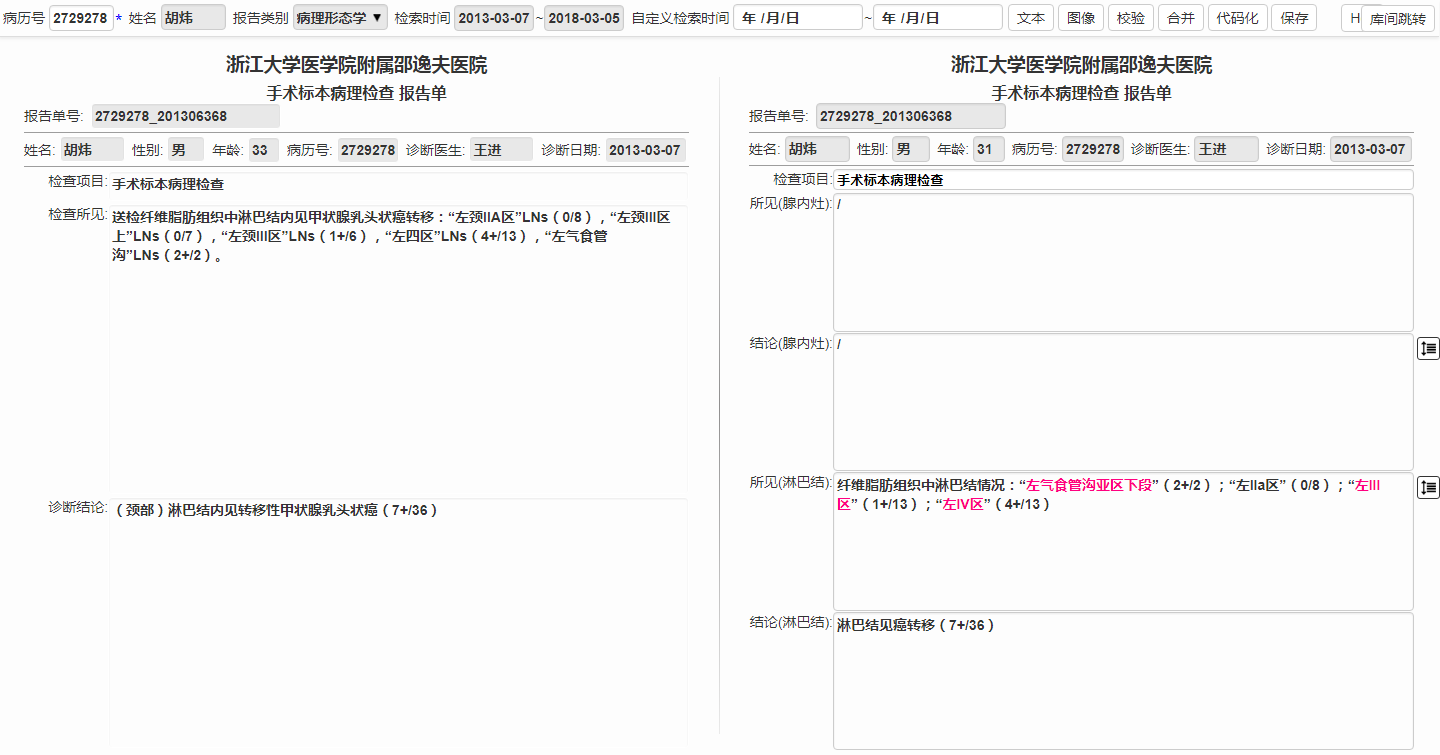 病历号 2729278 * 姓名 胡炜 报告类别 病理形态学 ▼ 检索时间 2013-03-07 ~ 2018-03-05 自定义检索时间 年 /月/日 ~ 年 /月/日 文本 图像 校验 合并 代码化 保存 H 库间跳转
浙江大学医学院附属邵逸夫医院
手术标本病理检查 报告单
报告单号: 2729278_201306368
姓名: 胡炜 性别: 男 年龄: 33 病历号: 2729278 诊断医生: 王进 诊断日期: 2013-03-07
检查项目: 手术标本病理检查
检查所见: 送检纤维脂肪组织中淋巴结内见甲状腺乳头状癌转移：“左颈IIA区”LNs（0/8），“左颈III区
上”LNs（0/7），“左颈III区”LNs（1+/6），“左四区”LNs（4+/13），“左气食管
沟”LNs（2+/2）。
诊断结论: （颈部）淋巴结内见转移性甲状腺乳头状癌（7+/36）
浙江大学医学院附属邵逸夫医院
手术标本病理检查 报告单
报告单号: 2729278_201306368
姓名: 胡炜 性别: 男 年龄: 31 病历号: 2729278 诊断医生: 王进 诊断日期: 2013-03-07
检查项目: 手术标本病理检查
所见(腺内灶): /
结论(腺内灶): /
所见(淋巴结): 纤维脂肪组织中淋巴结情况：“左气食管沟亚区下段”（2+/2）；“左IIa区”（0/8）；“左III
区”（1+/13）；“左IV区”（4+/13）
结论(淋巴结): 淋巴结见癌转移（7+/36）